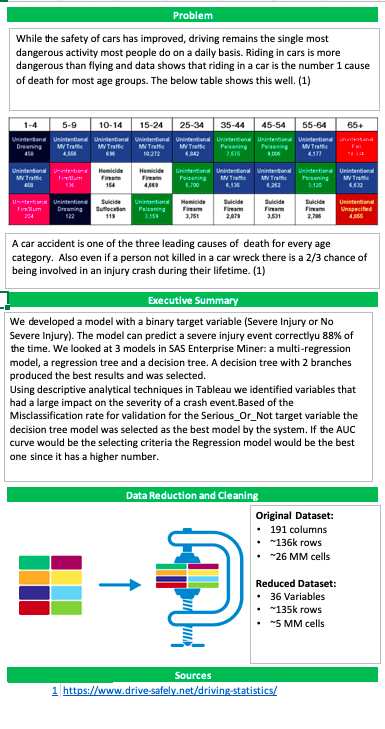 Problem
While the safety of cars has improved, driving remains the single most
dangerous activity most people do on a daily basis. Riding in cars is more
dangerous than flying and data shows that riding in a car is the number 1 cause
of death for most age groups. The below table shows this well. (1)
1-4 5-9 10-14 15-24 25-34 35-44 45-54 55-64 65+
Unintentional Unintentional Unintentional Unintentional Unintentional Unintentional Unintentional Unintentional Unintentional
Drowning MV Traffic MV Traffic MV Traffic MV Traffic Poisoning Poisoning MV Traffic Fall
458 4,556 696 10,272 6,842 7,575 9,006 4,177
Unintentional Unintentional Homicide Homicide Unintentional Unintentional Unintentional Unintentional Unintentional
MV Traffic Fire/Burn Firearm Firearm Poisoning MV Traffic MV Traffic Poisoning MV Traffic
458 136 154 4,669 5,700 6,135 6,262 3,120 6,632
Unintentional Unintentional Suicide Unintentional Homicide Suicide Suicide Suicide Unintentional
Fire/Burn Drowning Suffocation Poisoning Firearm Firearm Firearm Firearm Unspecified
204 122 119 3,159 3,751 2,879 3,531 2,786 4,855
A car accident is one of the three leading causes of death for every age
category. Also even if a person not killed in a car wreck there is a 2/3 chance of
being involved in an injury crash during their lifetime. (1)
Executive Summary
We developed a model with a binary target variable (Severe Injury or No
Severe Injury). The model can predict a severe injury event correctlyu 88% of
the time. We looked at 3 models in SAS Enterprise Miner: a multi-regression
model, a regression tree and a decision tree. A decision tree with 2 branches
produced the best results and was selected.
Using descriptive analytical techniques in Tableau we identified variables that
had a large impact on the severity of a crash event.Based of the
Misclassification rate for validation for the Serious_Or_Not target variable the
decision tree model was selected as the best model by the system. If the AUC
curve would be the selecting criteria the Regression model would be the best
one since it has a higher number.
Data Reduction and Cleaning
Original Dataset:
• 191 columns
• ~136k rows
• ~26 MM cells
Reduced Dataset:
• 36 Variables
• ~135k rows
• ~5 MM cells
Sources
1 https://www.drive-safely.net/driving-statistics/